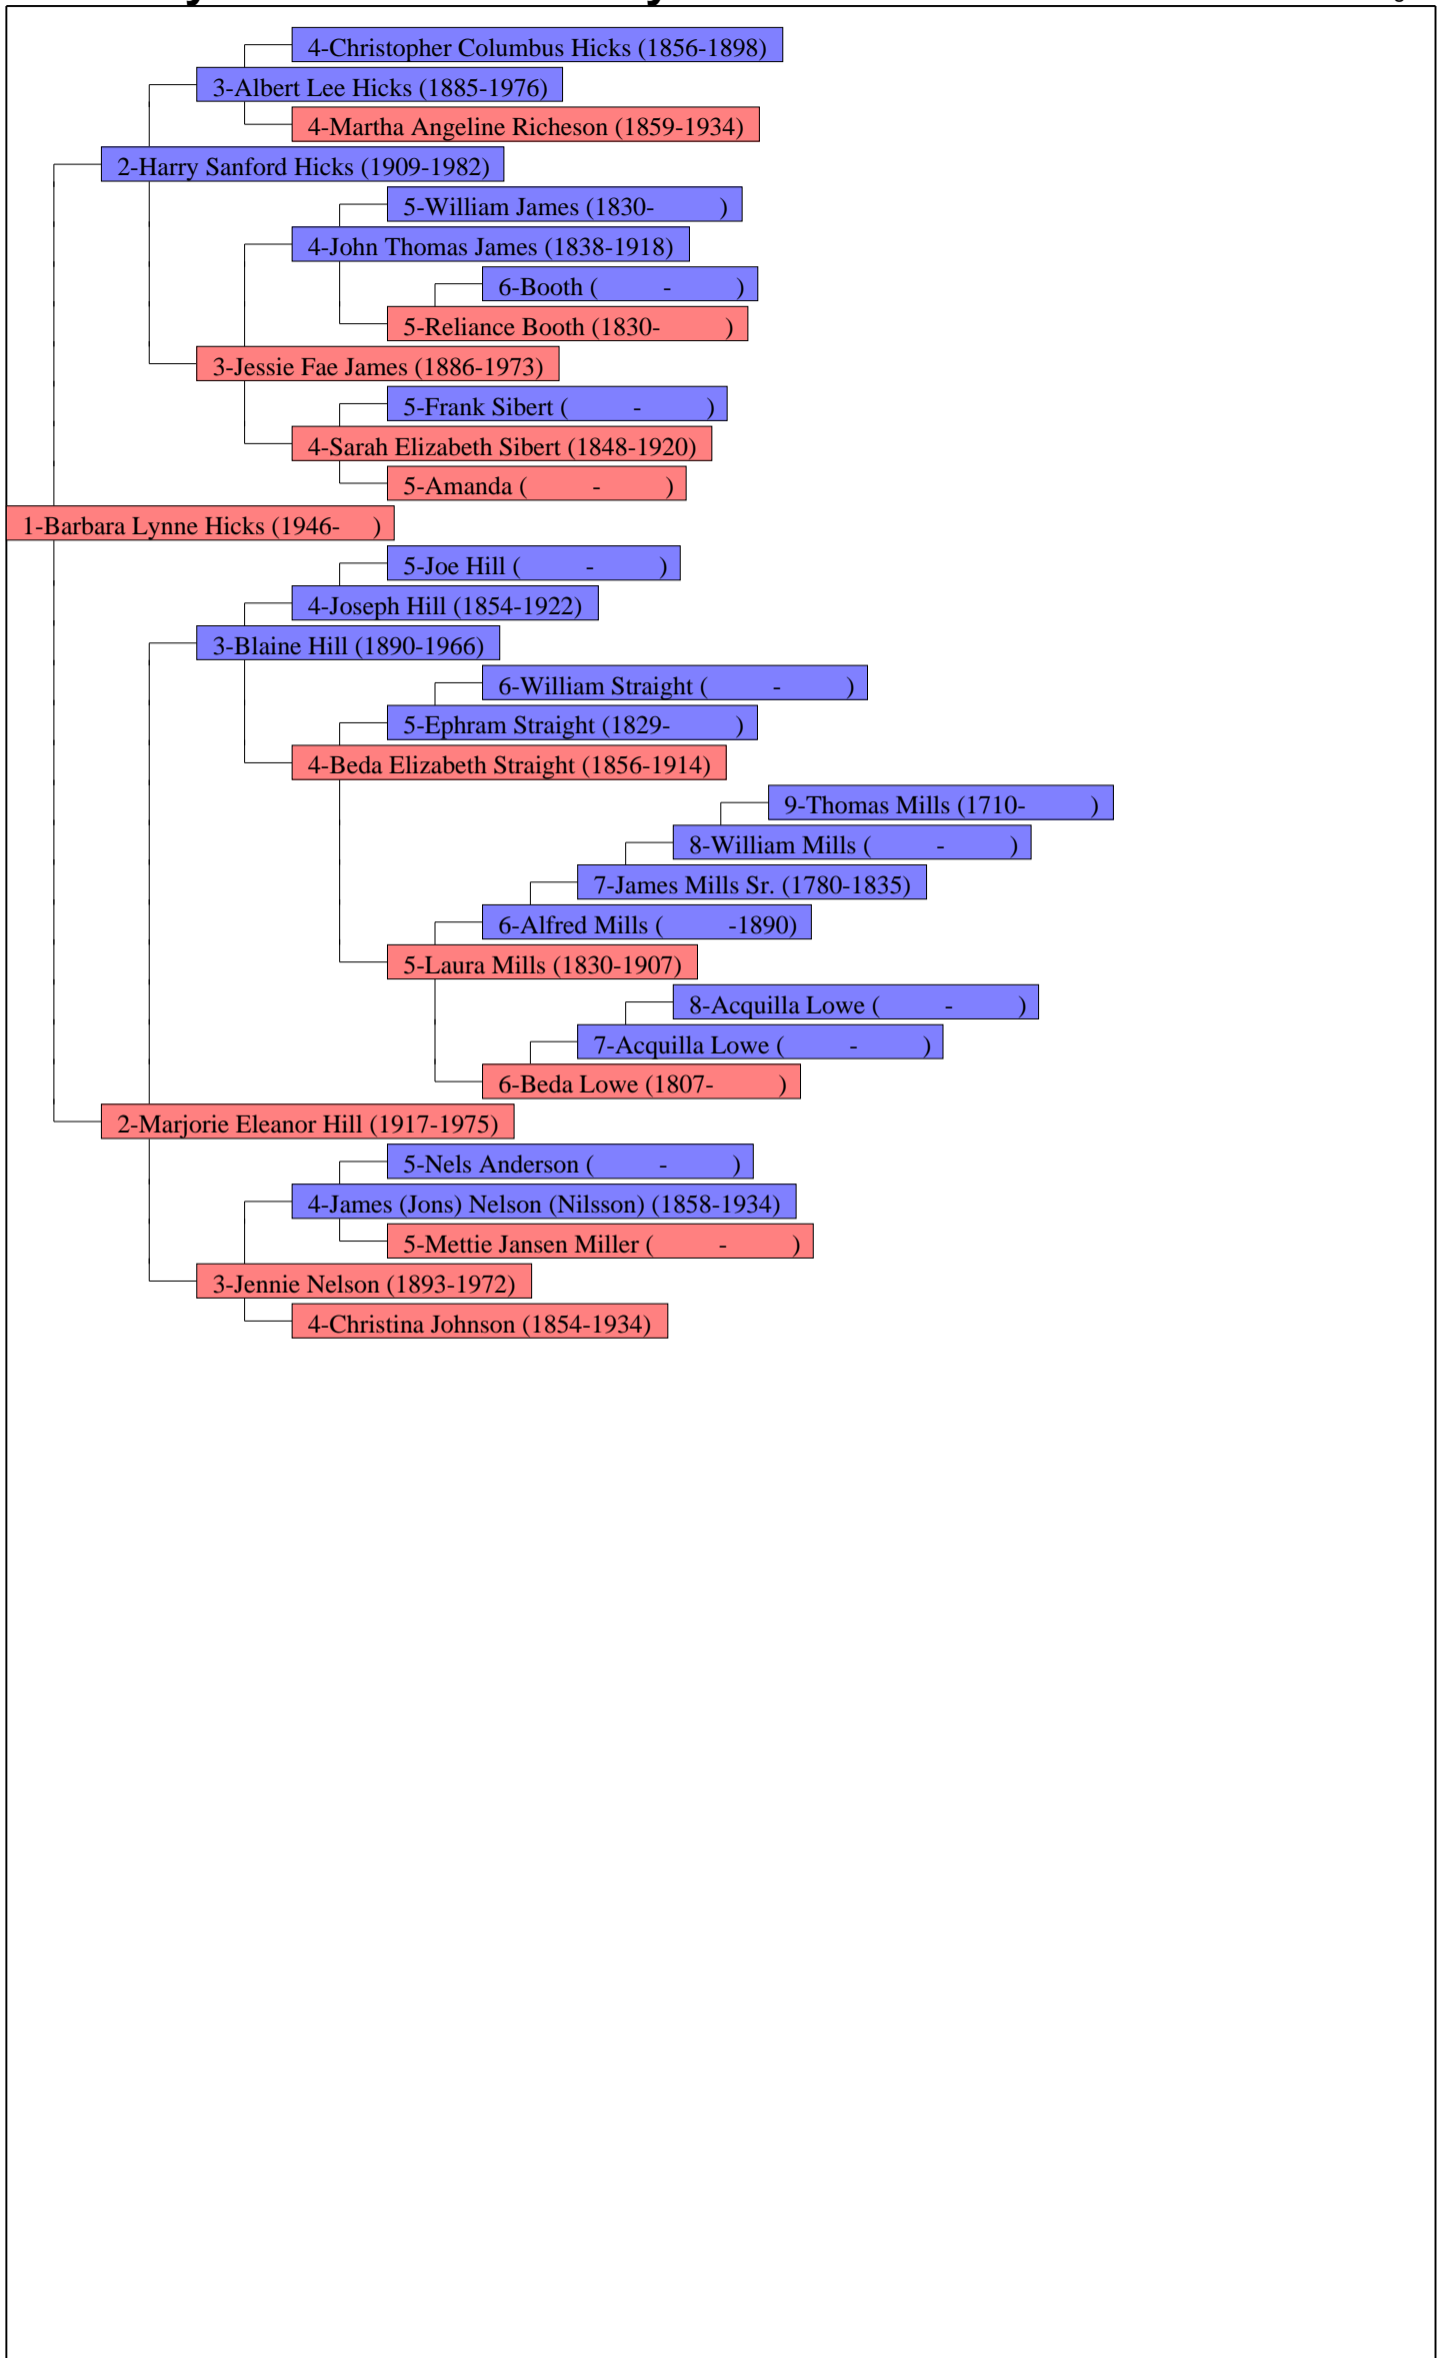 4-Christopher Columbus Hicks (1856-1898)
3-Albert Lee Hicks (1885-1976)
4-Martha Angeline Richeson (1859-1934)
2-Harry Sanford Hicks (1909-1982)
5-William James (1830- )
4-John Thomas James (1838-1918)
6-Booth ( - )
5-Reliance Booth (1830- )
3-Jessie Fae James (1886-1973)
5-Frank Sibert ( - )
4-Sarah Elizabeth Sibert (1848-1920)
5-Amanda ( - )
1-Barbara Lynne Hicks (1946- )
5-Joe Hill ( - )
4-Joseph Hill (1854-1922)
3-Blaine Hill (1890-1966)
6-William Straight ( - )
5-Ephram Straight (1829- )
4-Beda Elizabeth Straight (1856-1914)
9-Thomas Mills (1710- )
8-William Mills ( - )
7-James Mills Sr. (1780-1835)
6-Alfred Mills ( -1890)
5-Laura Mills (1830-1907)
8-Acquilla Lowe ( - )
7-Acquilla Lowe ( - )
6-Beda Lowe (1807- )
2-Marjorie Eleanor Hill (1917-1975)
5-Nels Anderson ( - )
4-James (Jons) Nelson (Nilsson) (1858-1934)
5-Mettie Jansen Miller ( - )
3-Jennie Nelson (1893-1972)
4-Christina Johnson (1854-1934)